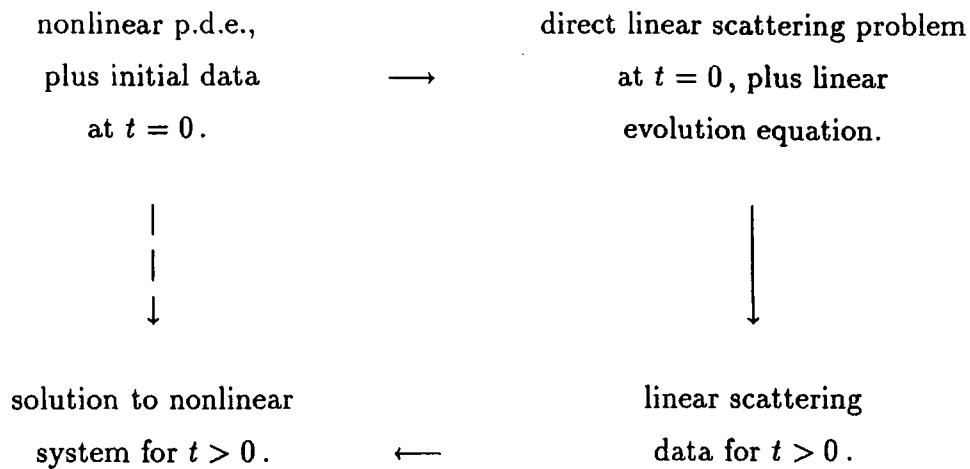 nonlinear p.d.e.,
plus initial data
at t = 0.
direct linear scattering problem
at t = 0, plus linear
evolution equation.
solution to nonlinear
system for t > 0.
linear scattering
data for t > 0.